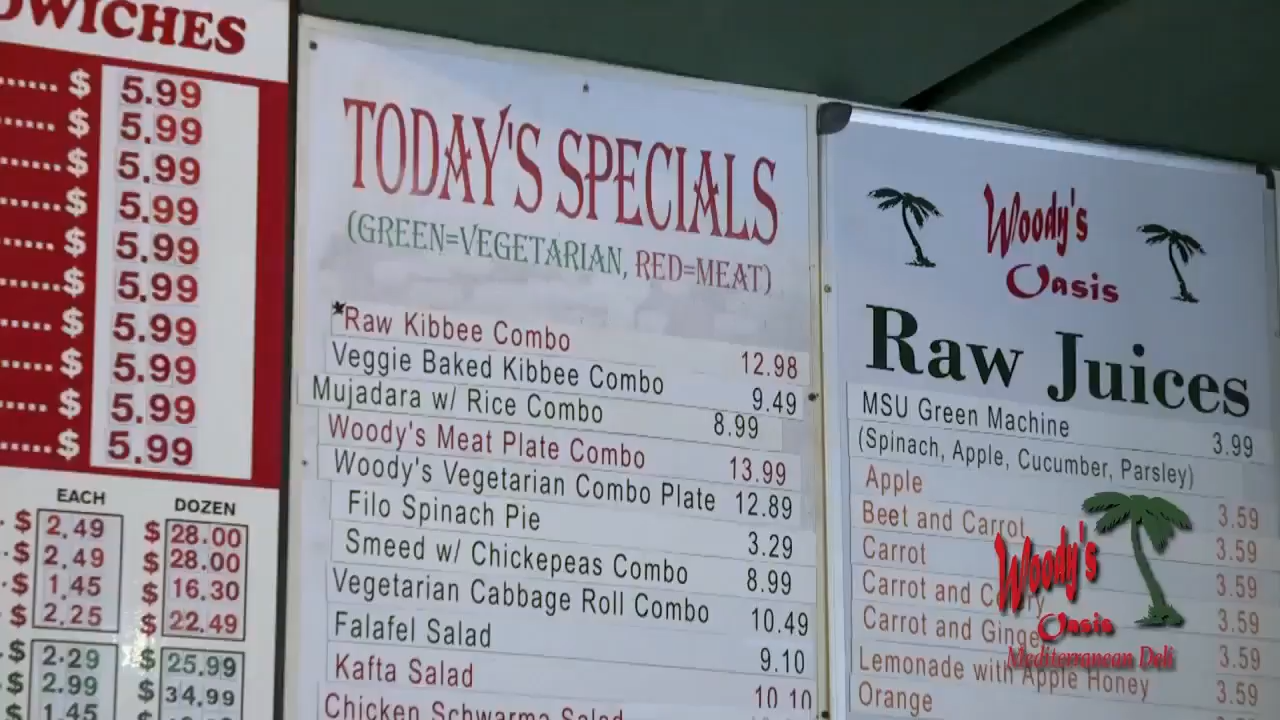 WICHES
$ 5.99
$ 5.99
$ 5.99
$ 5.99
$ 5.99
$ 5.99
$ 5.99
$ 5.99
$ 5.99
$ 5.99
EACH DOZEN
$ 2.49 $ 28.00
$ 2.49 $ 28.00
$ 1.45 $ 16.30
$ 2.25 $ 22.49
$ 2.29 $ 25.99
$ 2.99 $ 34.99
$ 1.45
TODAY'S SPECIALS
(GREEN=VEGETARIAN, RED=MEAT)
*Raw Kibbee Combo 12.98
Veggie Baked Kibbee Combo 9.49
Mujadara w/ Rice Combo 8.99
Woody's Meat Plate Combo 13.99
Woody's Vegetarian Combo Plate 12.89
Filo Spinach Pie 3.29
Smeed w/ Chickepeas Combo 8.99
Vegetarian Cabbage Roll Combo 10.49
Falafel Salad 9.10
Kafta Salad 10.10
Chicken Schwarma Salad
Woody's
Oasis
Raw Juices
MSU Green Machine 3.99
(Spinach, Apple, Cucumber, Parsley)
Apple 3.59
Beet and Carrot 3.59
Carrot 3.59
Carrot and 3.59
Carrot and Ginge 3.59
Lemonade with Apple Honey 3.59
Orange
Woody's
Oasis
Mediterranean Deli